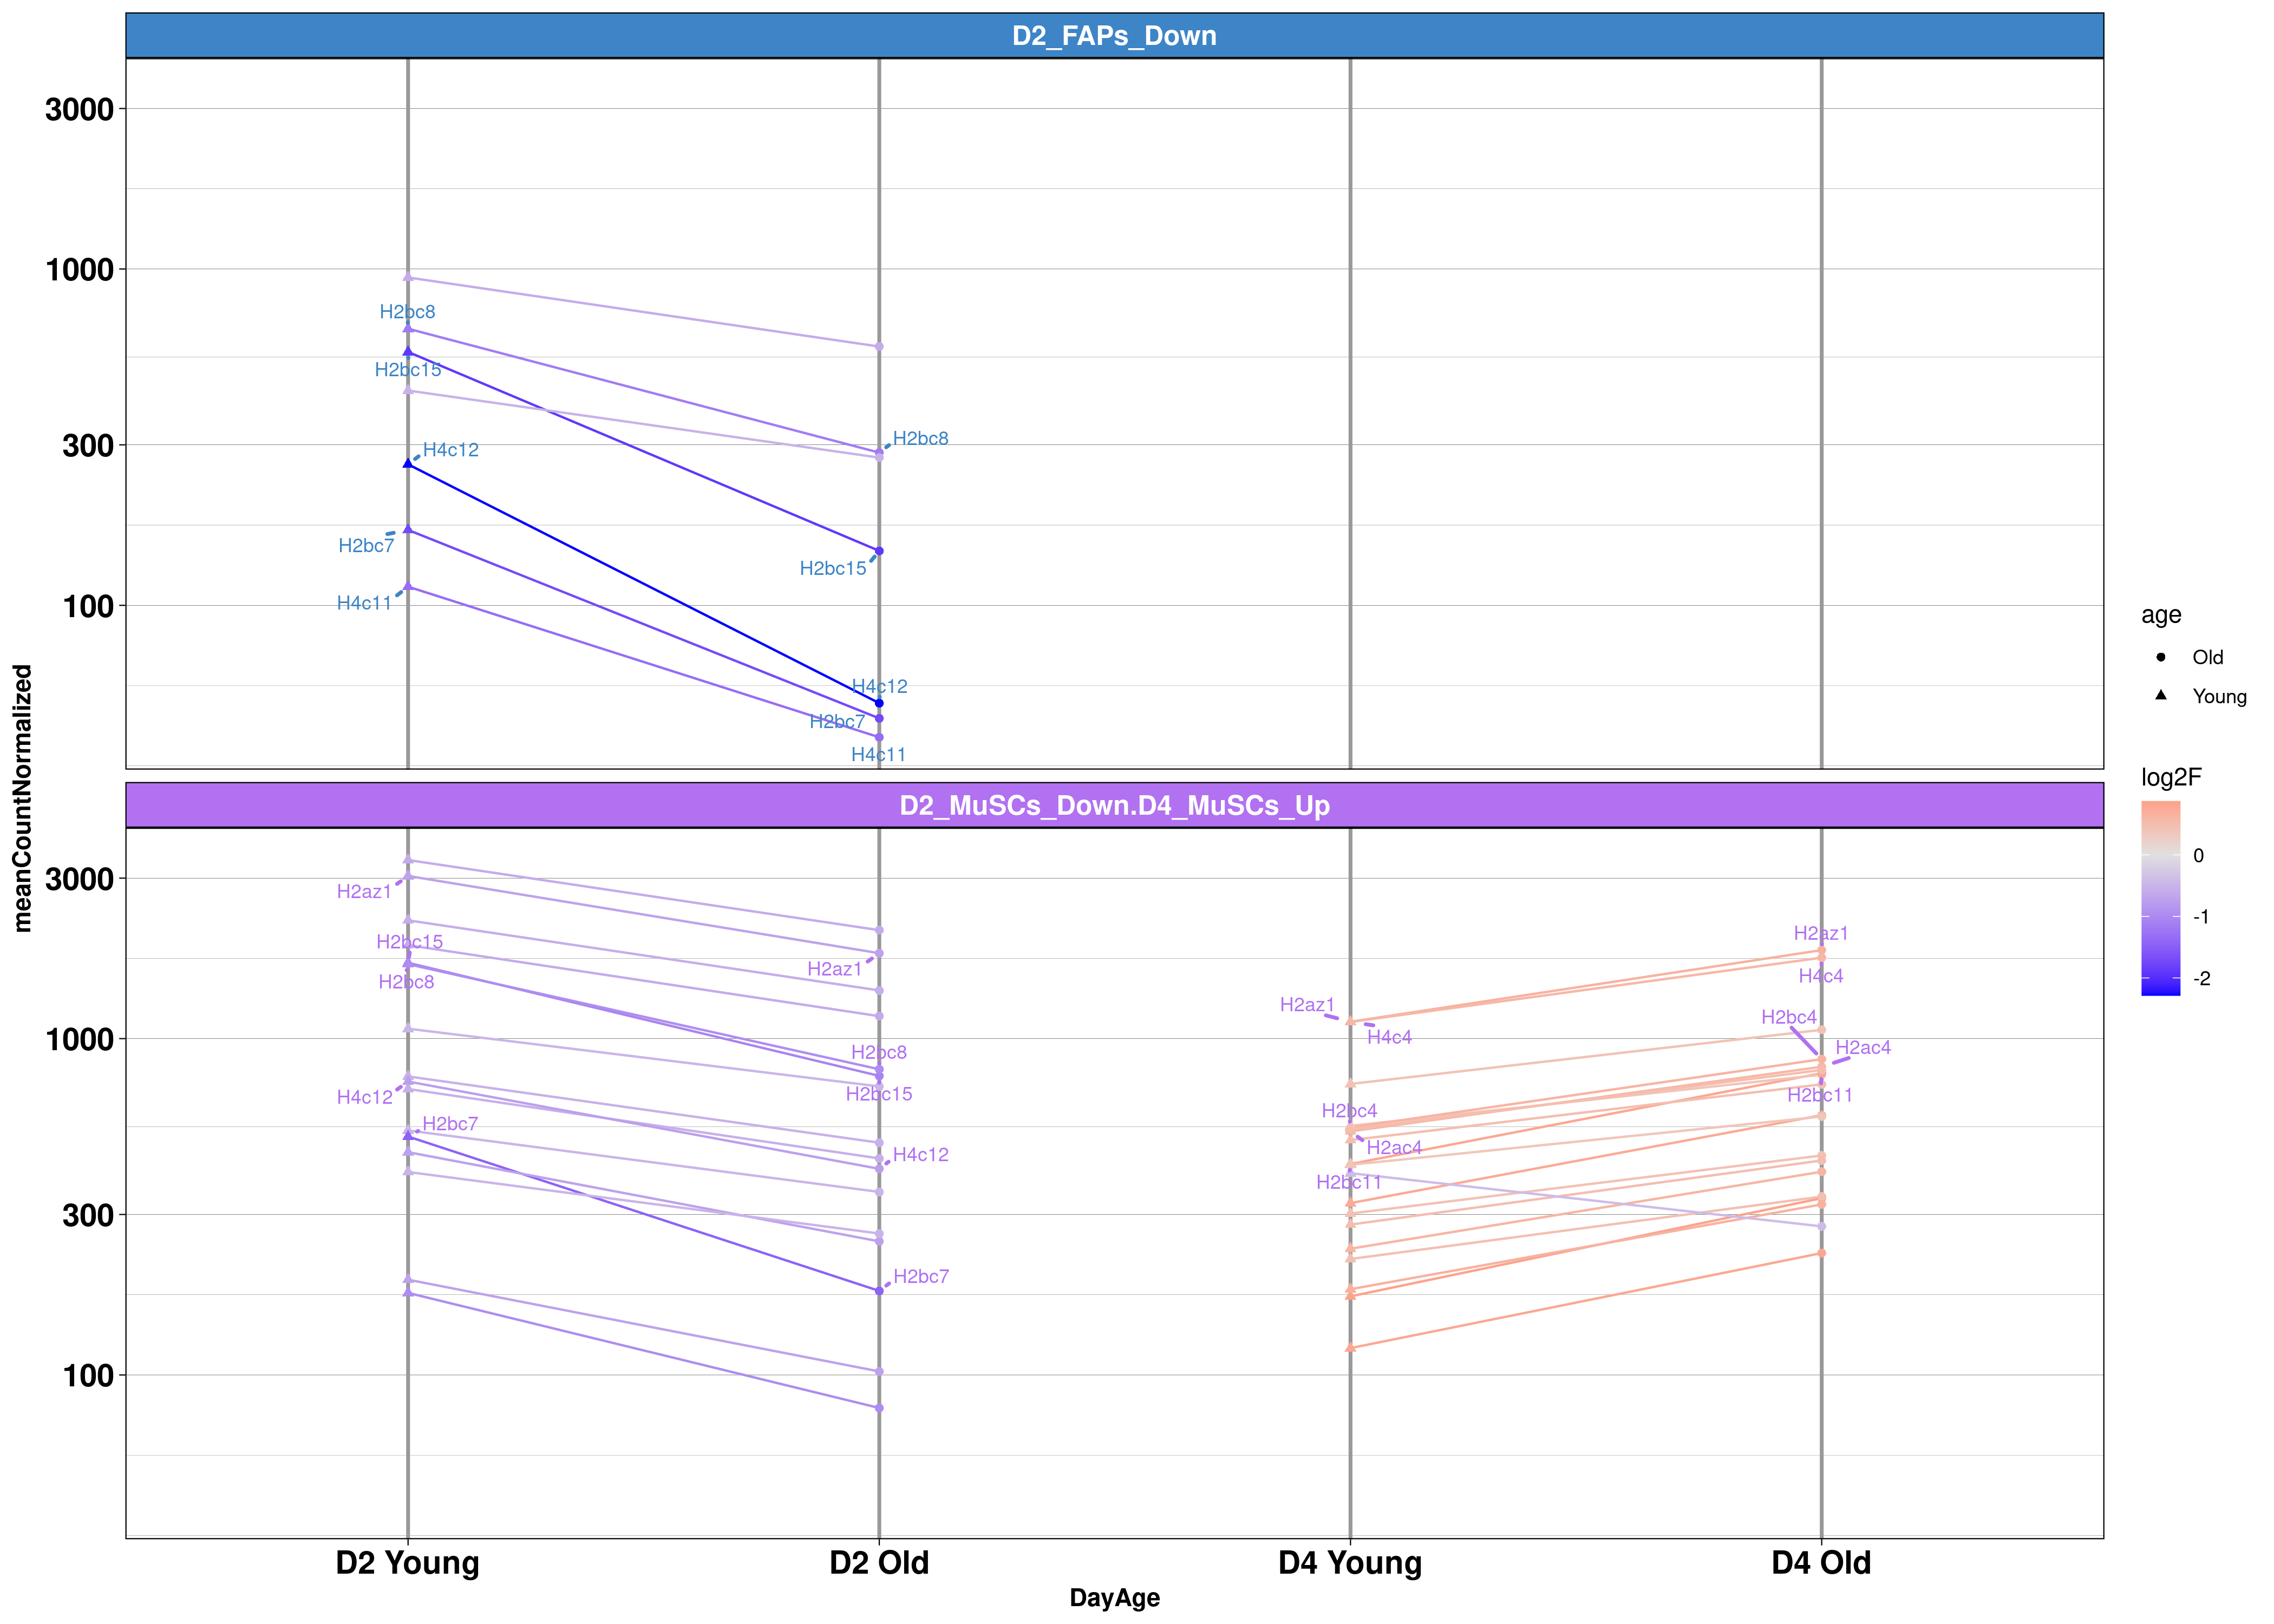 D2_FAPs_Down
3000
1000
300
100
H2bc8
H2bc15
H4c12
H2bc7
H4c11
H2bc8
H2bc15
H4c12
H2bc7
H4c11
meanCountNormalized
D2_MuSCs_Down.D4_MuSCs_Up
3000
1000
300
100
H2az1
H2bc15
H2bc8
H4c12
H2bc7
H2az1
H2bc8
H2bc15
H4c12
H2bc7
H2az1
H4c4
H2bc4
H2ac4
H2bc11
H2az1
H4c4
H2bc4
H2ac4
H2bc11
D2 Young
D2 Old
D4 Young
D4 Old
DayAge
age
Old
Young
log2F
0
-1
-2